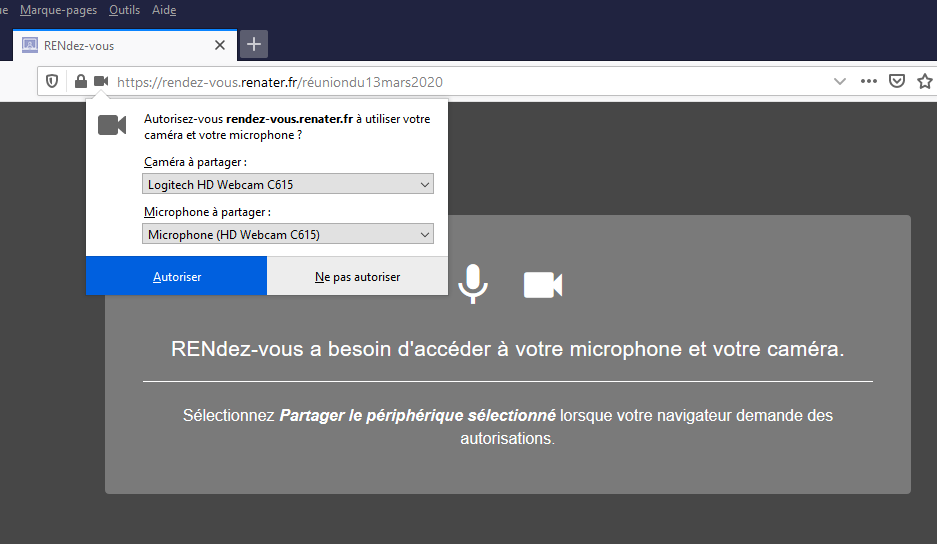 ue Marque-pages Outils Aide
RENdez-vous
https://rendez-vous.renater.fr/réuniondu13mars2020
Autorisez-vous rendez-vous.renater.fr à utiliser votre
caméra et votre microphone ?
Caméra à partager :
Logitech HD Webcam C615
Microphone à partager :
Microphone (HD Webcam C615)
Autoriser
Ne pas autoriser
RENdez-vous a besoin d'accéder à votre microphone et votre caméra.
Sélectionnez Partager le périphérique sélectionné lorsque votre navigateur demande des
autorisations.